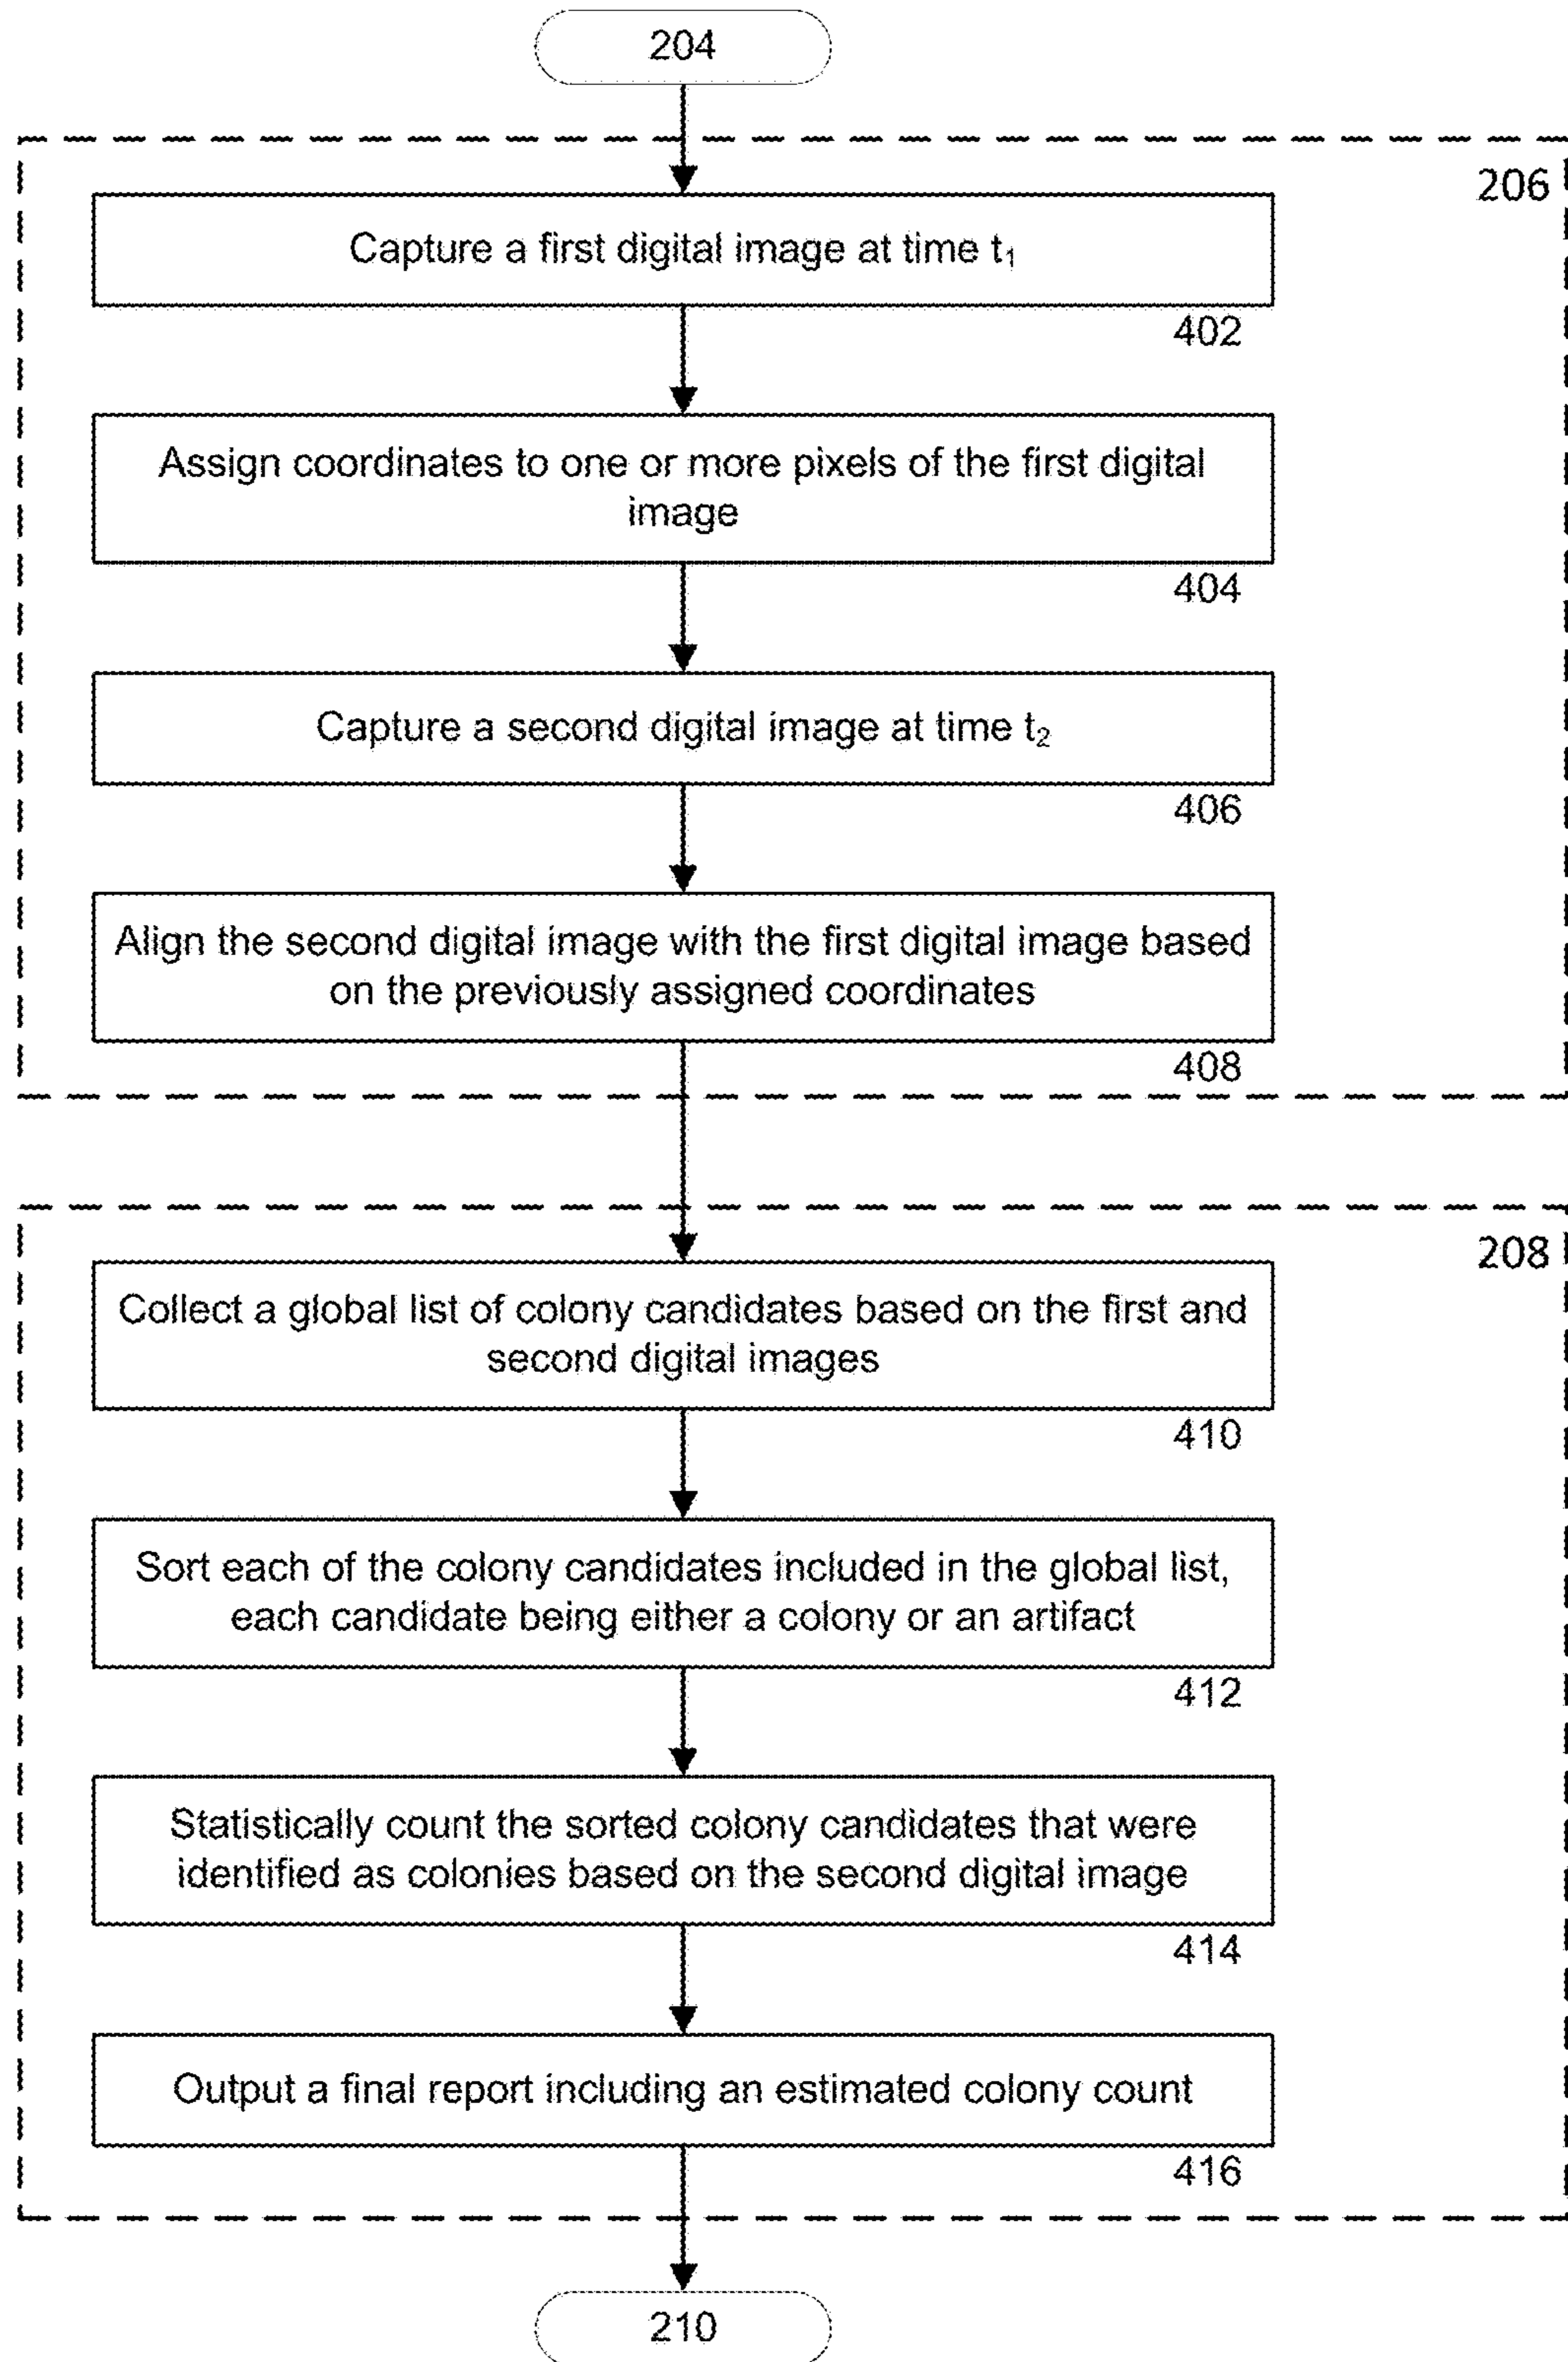 204
206
Capture a first digital image at time t₁
402
Assign coordinates to one or more pixels of the first digital
image
404
Capture a second digital image at time t₂
406
Align the second digital image with the first digital image based
on the previously assigned coordinates
408
208
Collect a global list of colony candidates based on the first and
second digital images
410
Sort each of the colony candidates included in the global list,
each candidate being either a colony or an artifact
412
Statistically count the sorted colony candidates that were
identified as colonies based on the second digital image
414
Output a final report including an estimated colony count
416
210